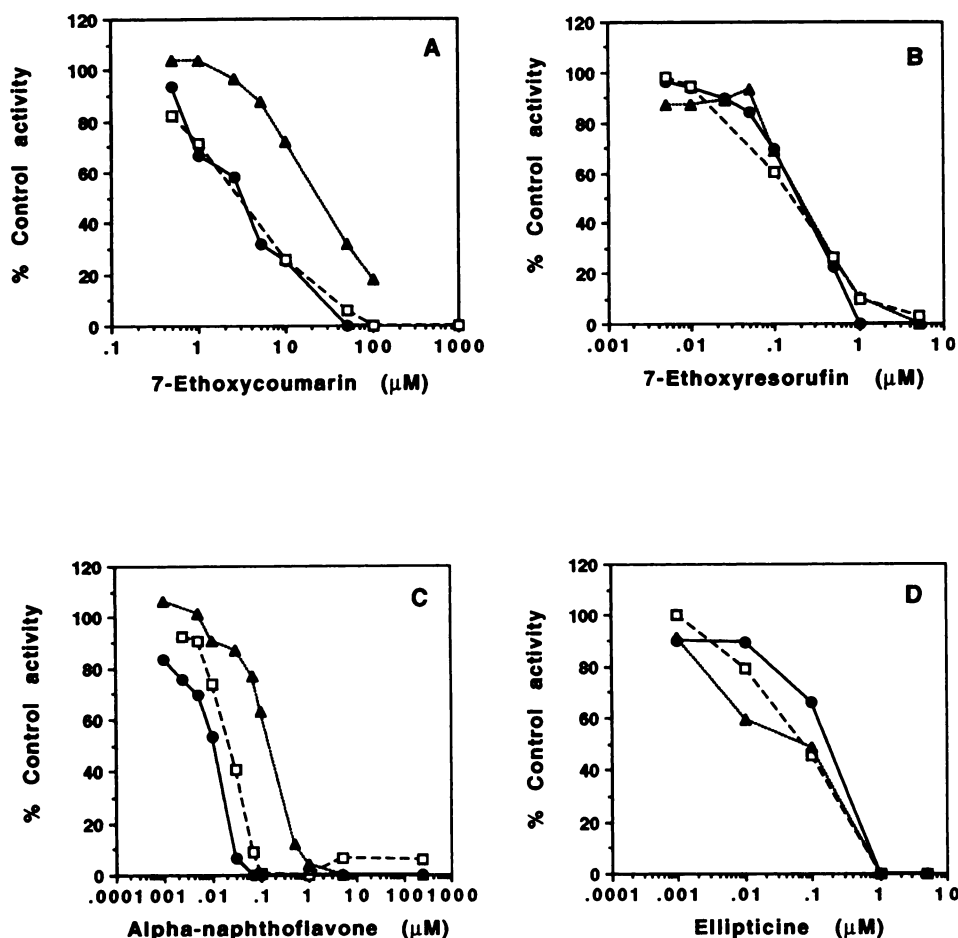 A
% Control activity
120
100
80
60
40
20
0
.1 1 10 100 1000
7-Ethoxycoumarin (μM)
B
% Control activity
120
100
80
60
40
20
0
.001 .01 .1 1 10
7-Ethoxyresorufin (μM)
C
% Control activity
120
100
80
60
40
20
0
.0001 .001 .01 .1 1 10 100 1000
Alpha-naphthoflavone (μM)
D
% Control activity
120
100
80
60
40
20
0
.0001 .001 .01 .1 1 10
Ellipticine (μM)